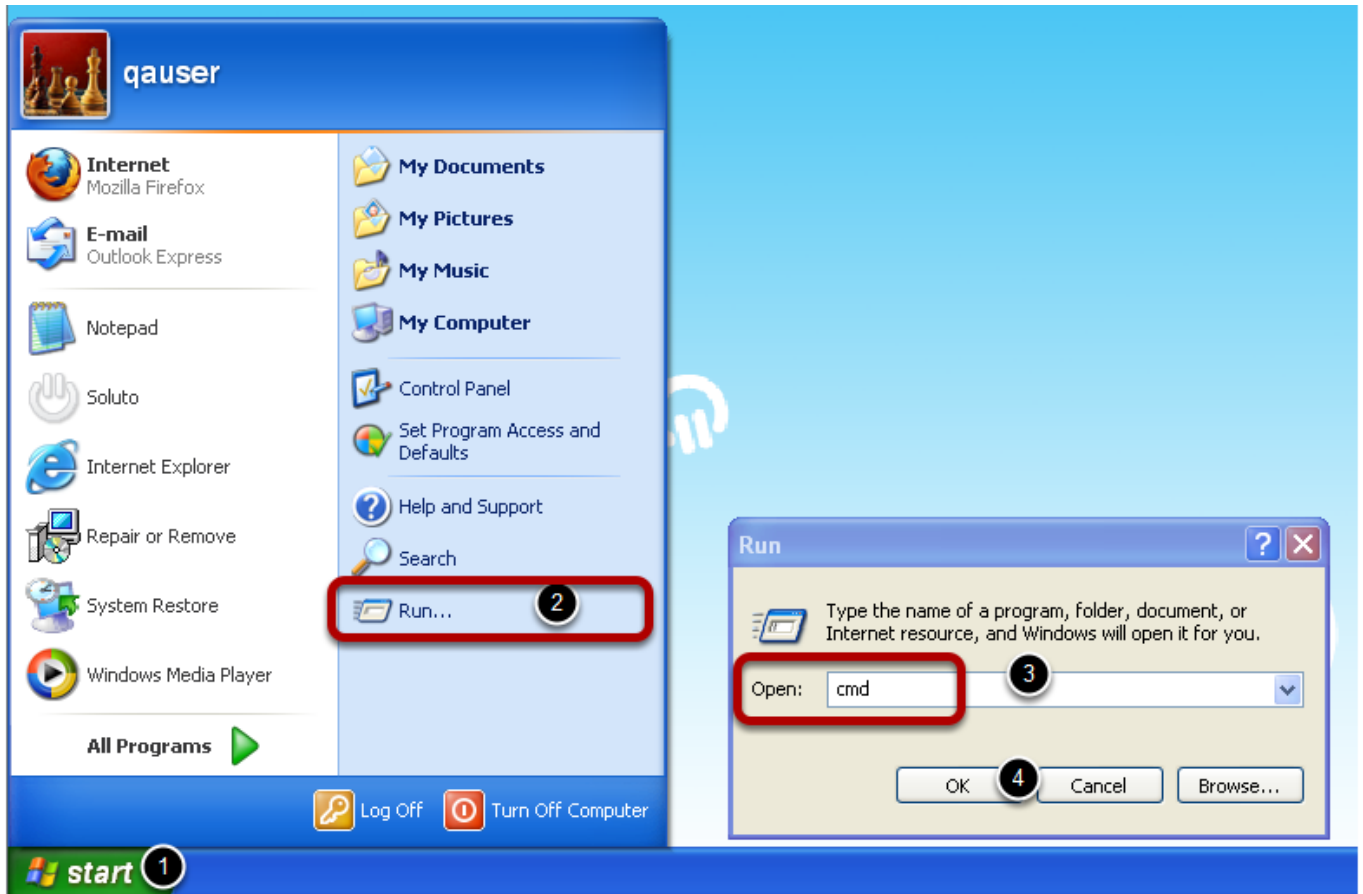 qauser
Internet
Mozilla Firefox
E-mail
Outlook Express
Notepad
Soluto
Internet Explorer
Repair or Remove
System Restore
Windows Media Player
All Programs
My Documents
My Pictures
My Music
My Computer
Control Panel
Set Program Access and
Defaults
Help and Support
Search
Run...
2
Log Off
Turn Off Computer
start
1
Run
Type the name of a program, folder, document, or
Internet resource, and Windows will open it for you.
3
Open: cmd
OK
4
Cancel
Browse...